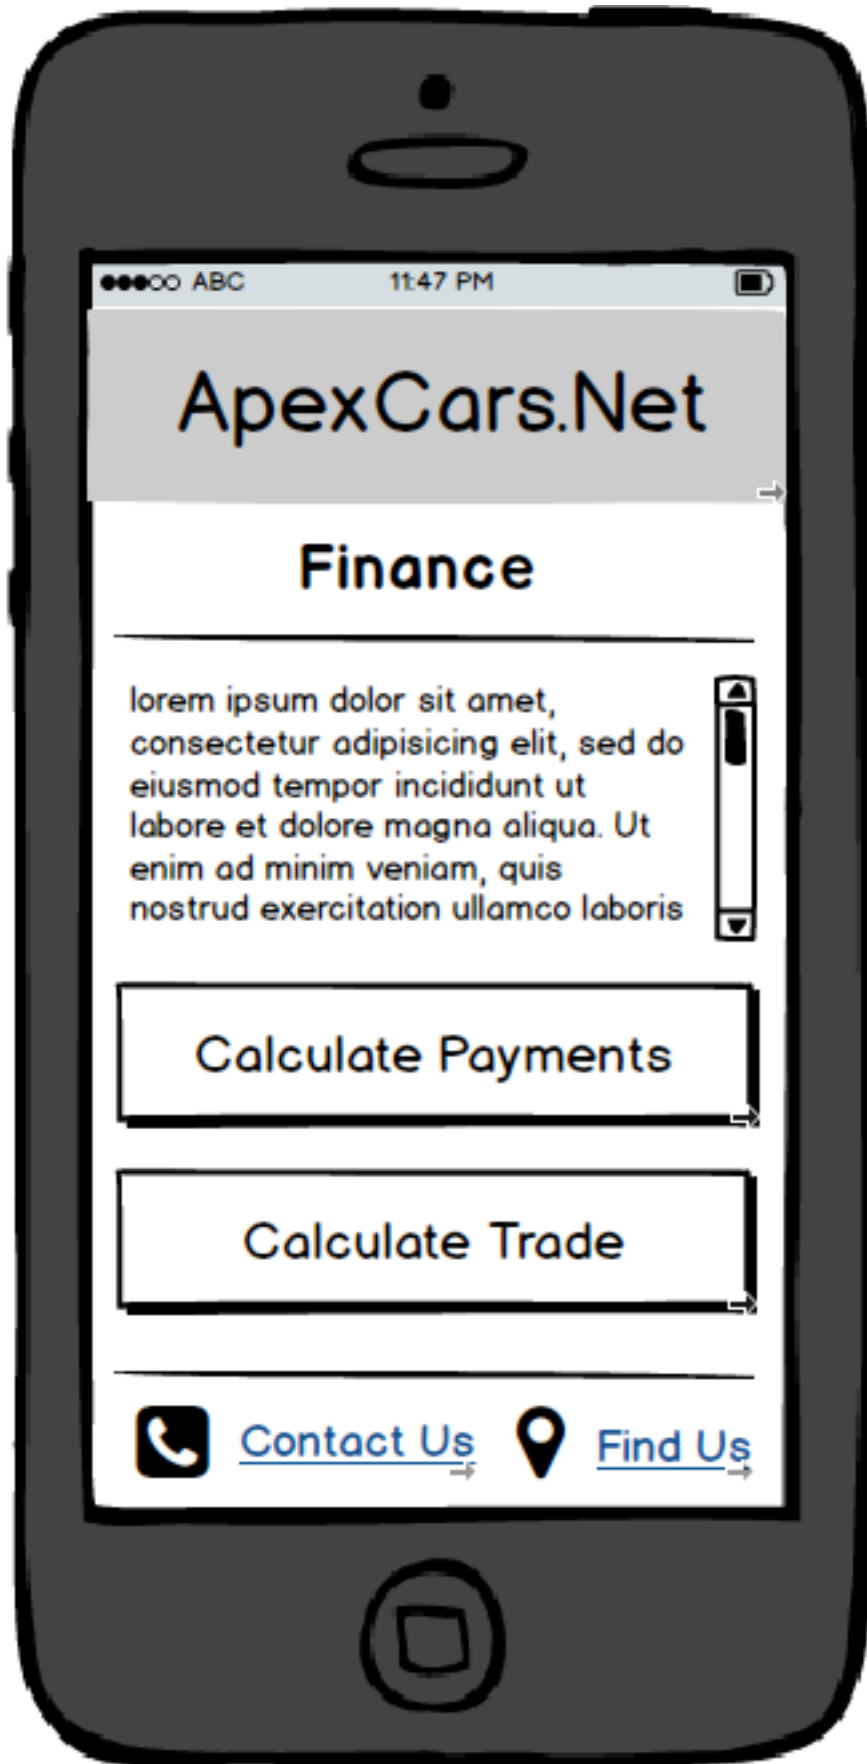 ABC 11:47 PM
ApexCars.Net
Finance
lorem ipsum dolor sit amet,
consectetur adipisicing elit, sed do
eiusmod tempor incididunt ut
labore et dolore magna aliqua. Ut
enim ad minim veniam, quis
nostrud exercitation ullamco laboris
Calculate Payments
Calculate Trade
Contact Us Find Us